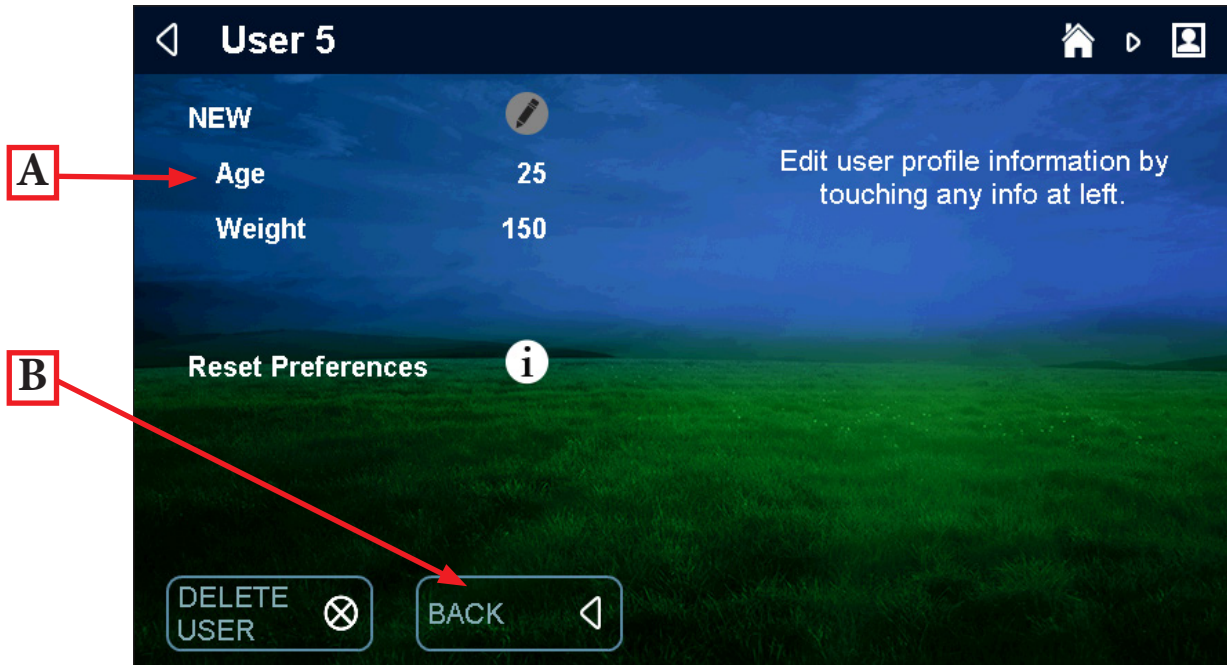 User 5
NEW
A
Age 25
Edit user profile information by
touching any info at left.
Weight 150
B
Reset Preferences i
DELETE
USER
BACK